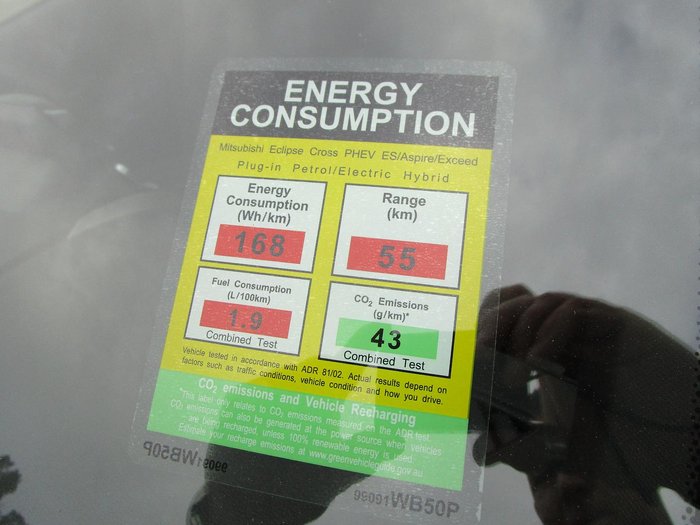 ENERGY
CONSUMPTION
Mitsubishi Eclipse Cross PHEV ES/Aspire/Exceed
Plug-in Petrol/Electric Hybrid
Energy
Consumption
(Wh/km)
168
Range
(km)
55
Fuel Consumption
(L/100km)
1.9
Combined Test
CO₂ Emissions
(g/km)*
43
Combined Test
Vehicle tested in accordance with ADR 81/02. Actual results depend on
factors such as traffic conditions, vehicle condition and how you drive.
CO₂ emissions and Vehicle Recharging
*This label only relates to CO₂ emissions measured on the ADR test.
CO₂ emissions can also be generated at the power source when vehicles
are being recharged, unless 100% renewable energy is used.
Estimate your recharge emissions at www.greenvehicleguide.gov.au
99091WB50P
99091WB50P